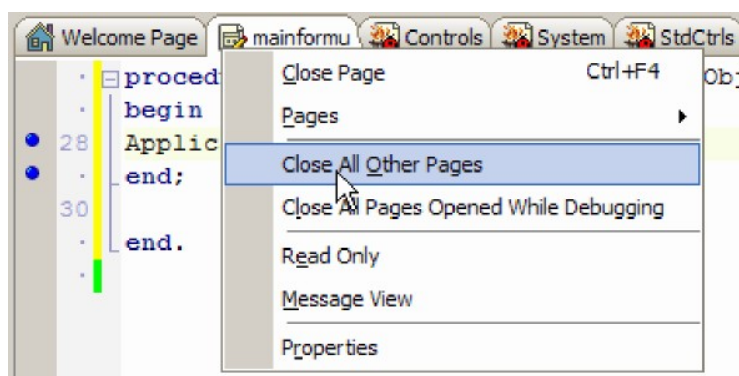 Welcome Page mainformu Controls System StdCtrls
proced Obj
begin
28 Applic
end;
30
end.
Close Page Ctrl+F4
Pages
Close All Other Pages
Close All Pages Opened While Debugging
Read Only
Message View
Properties